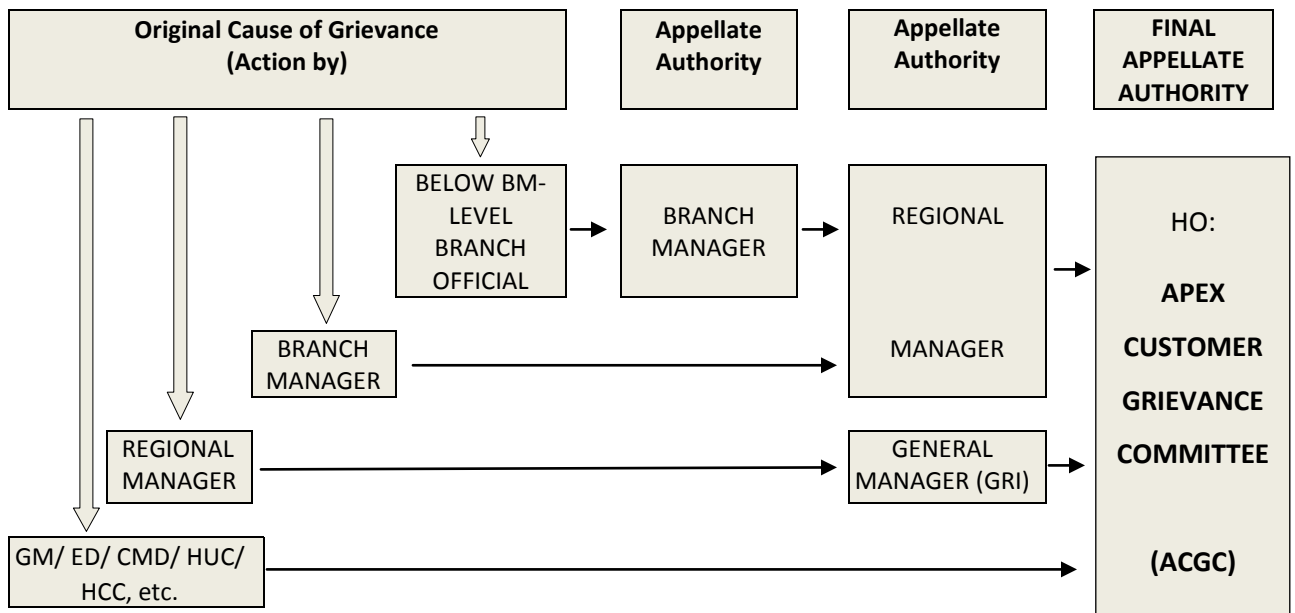 Original Cause of Grievance
(Action by)
Appellate
Authority
Appellate
Authority
FINAL
APPELLATE
AUTHORITY
BELOW BM-
LEVEL
BRANCH
OFFICIAL
BRANCH
MANAGER
REGIONAL
MANAGER
HO:
APEX
CUSTOMER
GRIEVANCE
COMMITTEE
(ACGC)
BRANCH
MANAGER
REGIONAL
MANAGER
GENERAL
MANAGER (GRI)
GM/ ED/ CMD/ HUC/
HCC, etc.